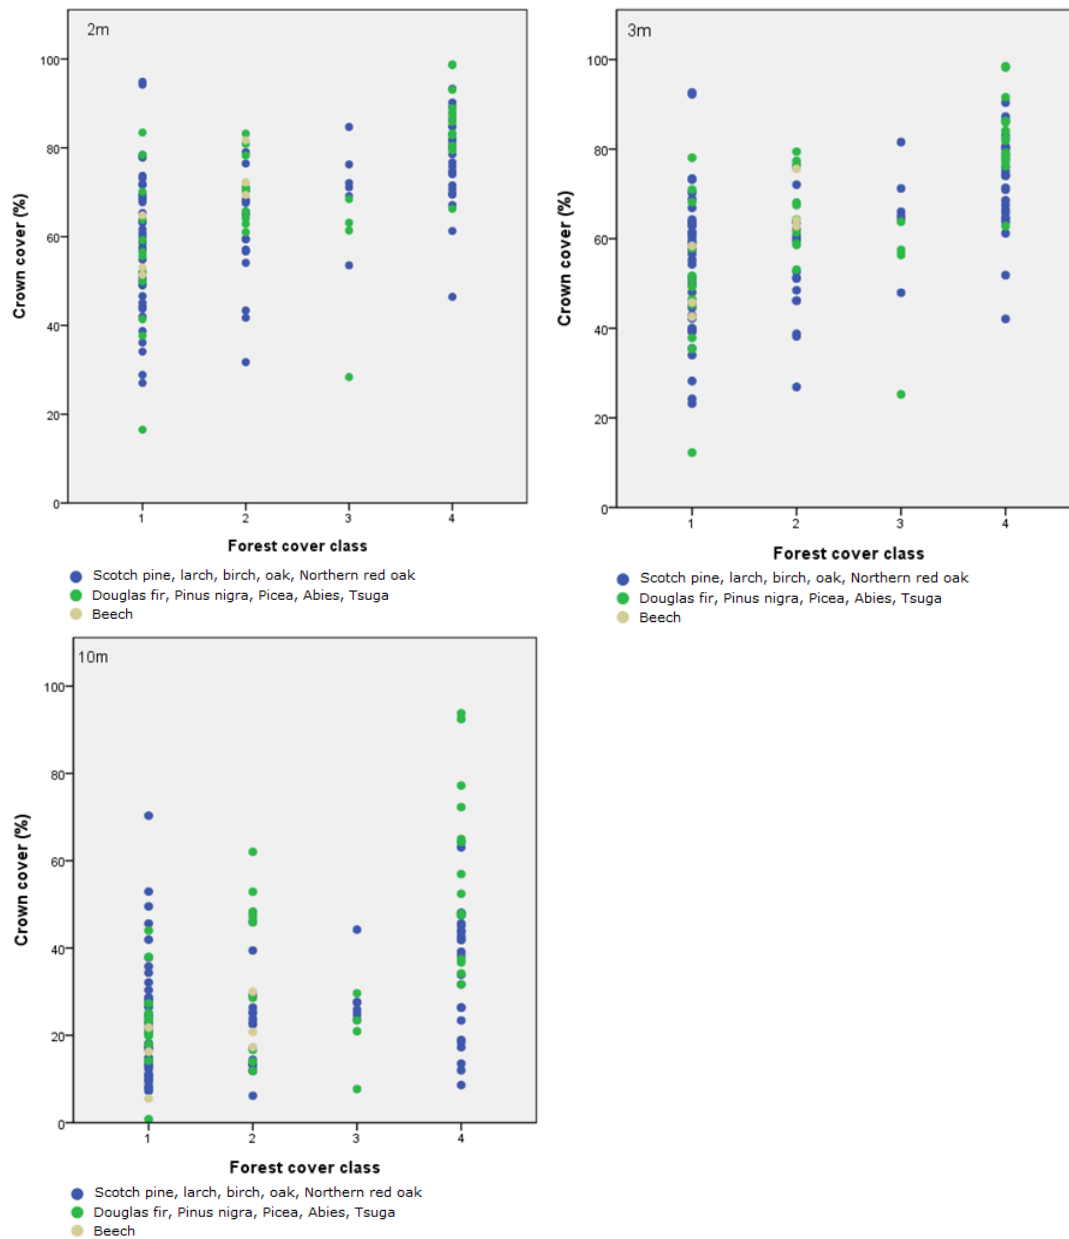 2m
100
80
60
40
20
0
Crown cover (%)
1 2 3 4
Forest cover class
Scotch pine, larch, birch, oak, Northern red oak
Douglas fir, Pinus nigra, Picea, Abies, Tsuga
Beech
3m
100
80
60
40
20
0
Crown cover (%)
1 2 3 4
Forest cover class
Scotch pine, larch, birch, oak, Northern red oak
Douglas fir, Pinus nigra, Picea, Abies, Tsuga
Beech
10m
100
80
60
40
20
0
Crown cover (%)
1 2 3 4
Forest cover class
Scotch pine, larch, birch, oak, Northern red oak
Douglas fir, Pinus nigra, Picea, Abies, Tsuga
Beech